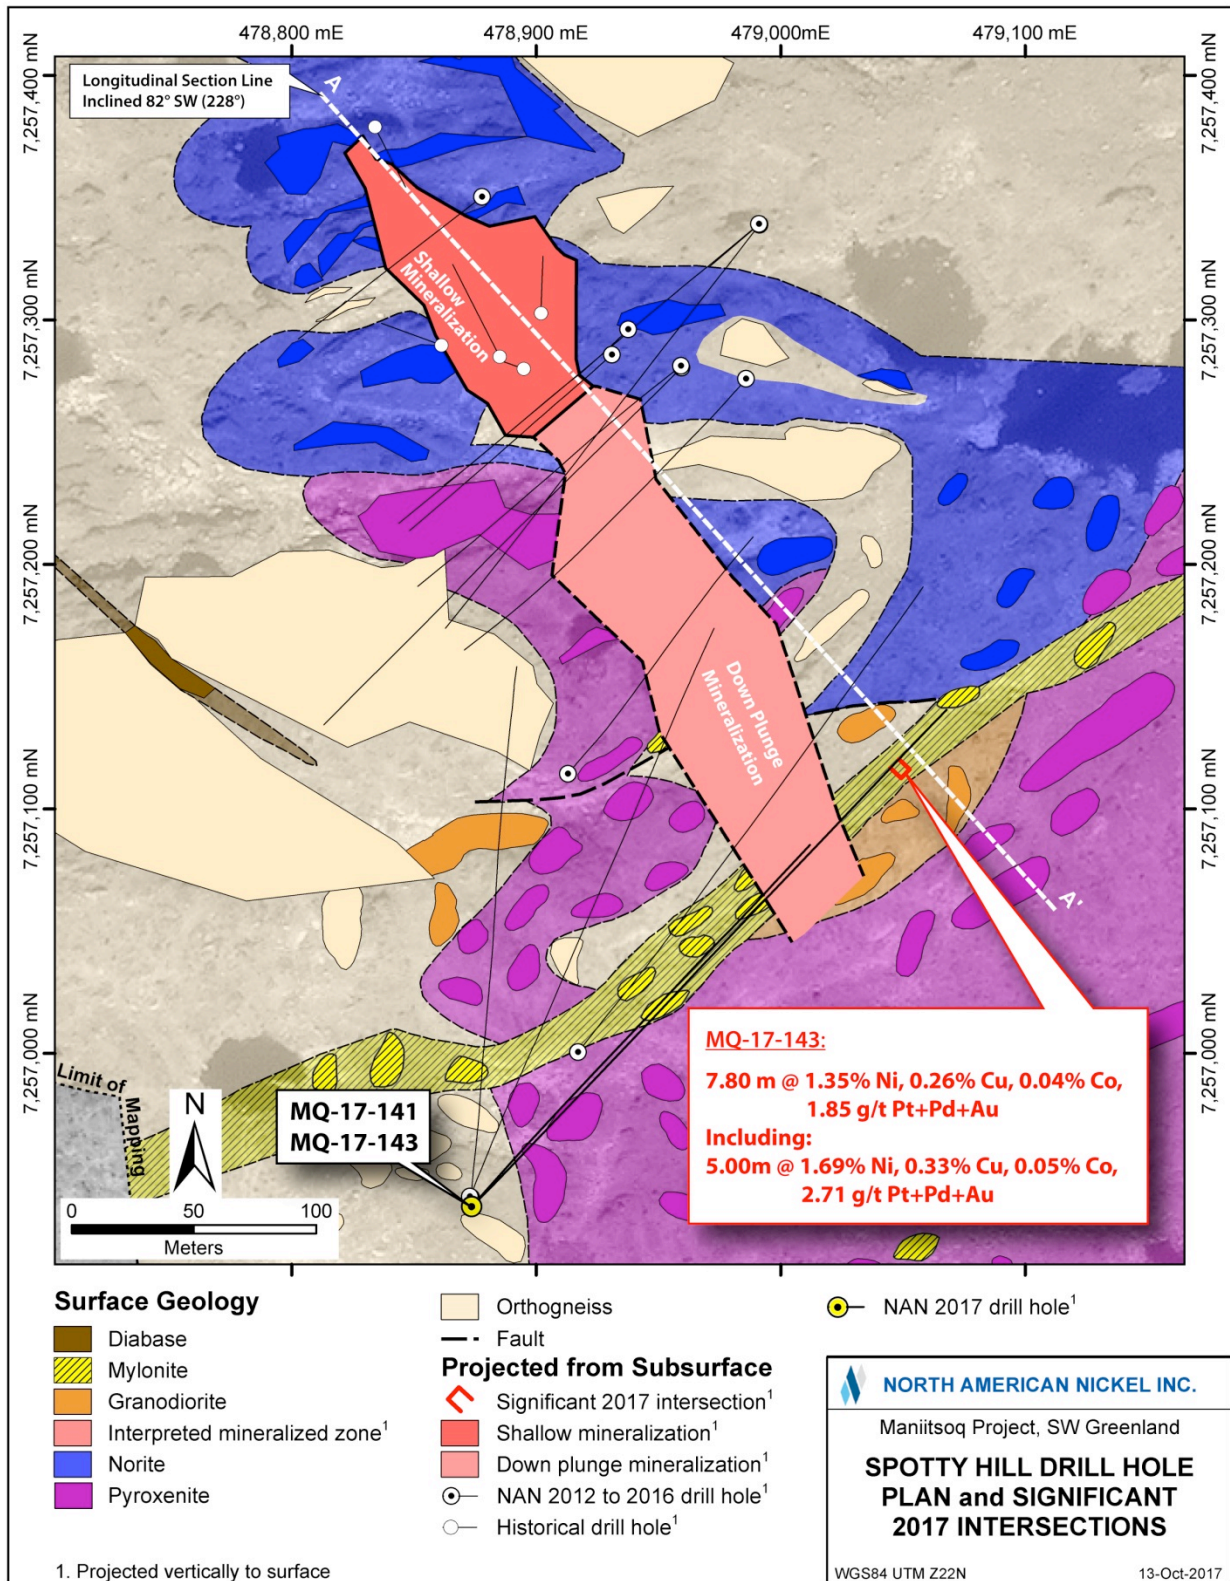 478,800 mE
478,900 mE
479,000 mE
479,100 mE
7,257,400 mN
7,257,400 mN
Longitudinal Section Line
Inclined 82° SW (228°)
A
Shallow
Mineralization
7,257,300 mN
7,257,300 mN
7,257,200 mN
7,257,200 mN
Down Plunge
Mineralization
7,257,100 mN
7,257,100 mN
A'
7,257,000 mN
7,257,000 mN
MQ-17-143:
7.80 m @ 1.35% Ni, 0.26% Cu, 0.04% Co,
1.85 g/t Pt+Pd+Au
Including:
5.00m @ 1.69% Ni, 0.33% Cu, 0.05% Co,
2.71 g/t Pt+Pd+Au
Limit of
Mapping
N
MQ-17-141
MQ-17-143
0 50 100
Meters
Surface Geology
Diabase
Mylonite
Granodiorite
Interpreted mineralized zone¹
Norite
Pyroxenite
Orthogneiss
Fault
Projected from Subsurface
Significant 2017 intersection¹
Shallow mineralization¹
Down plunge mineralization¹
NAN 2012 to 2016 drill hole¹
Historical drill hole¹
NAN 2017 drill hole¹
1. Projected vertically to surface
NORTH AMERICAN NICKEL INC.
Maniitsoq Project, SW Greenland
SPOTTY HILL DRILL HOLE
PLAN and SIGNIFICANT
2017 INTERSECTIONS
WGS84 UTM Z22N 13-Oct-2017